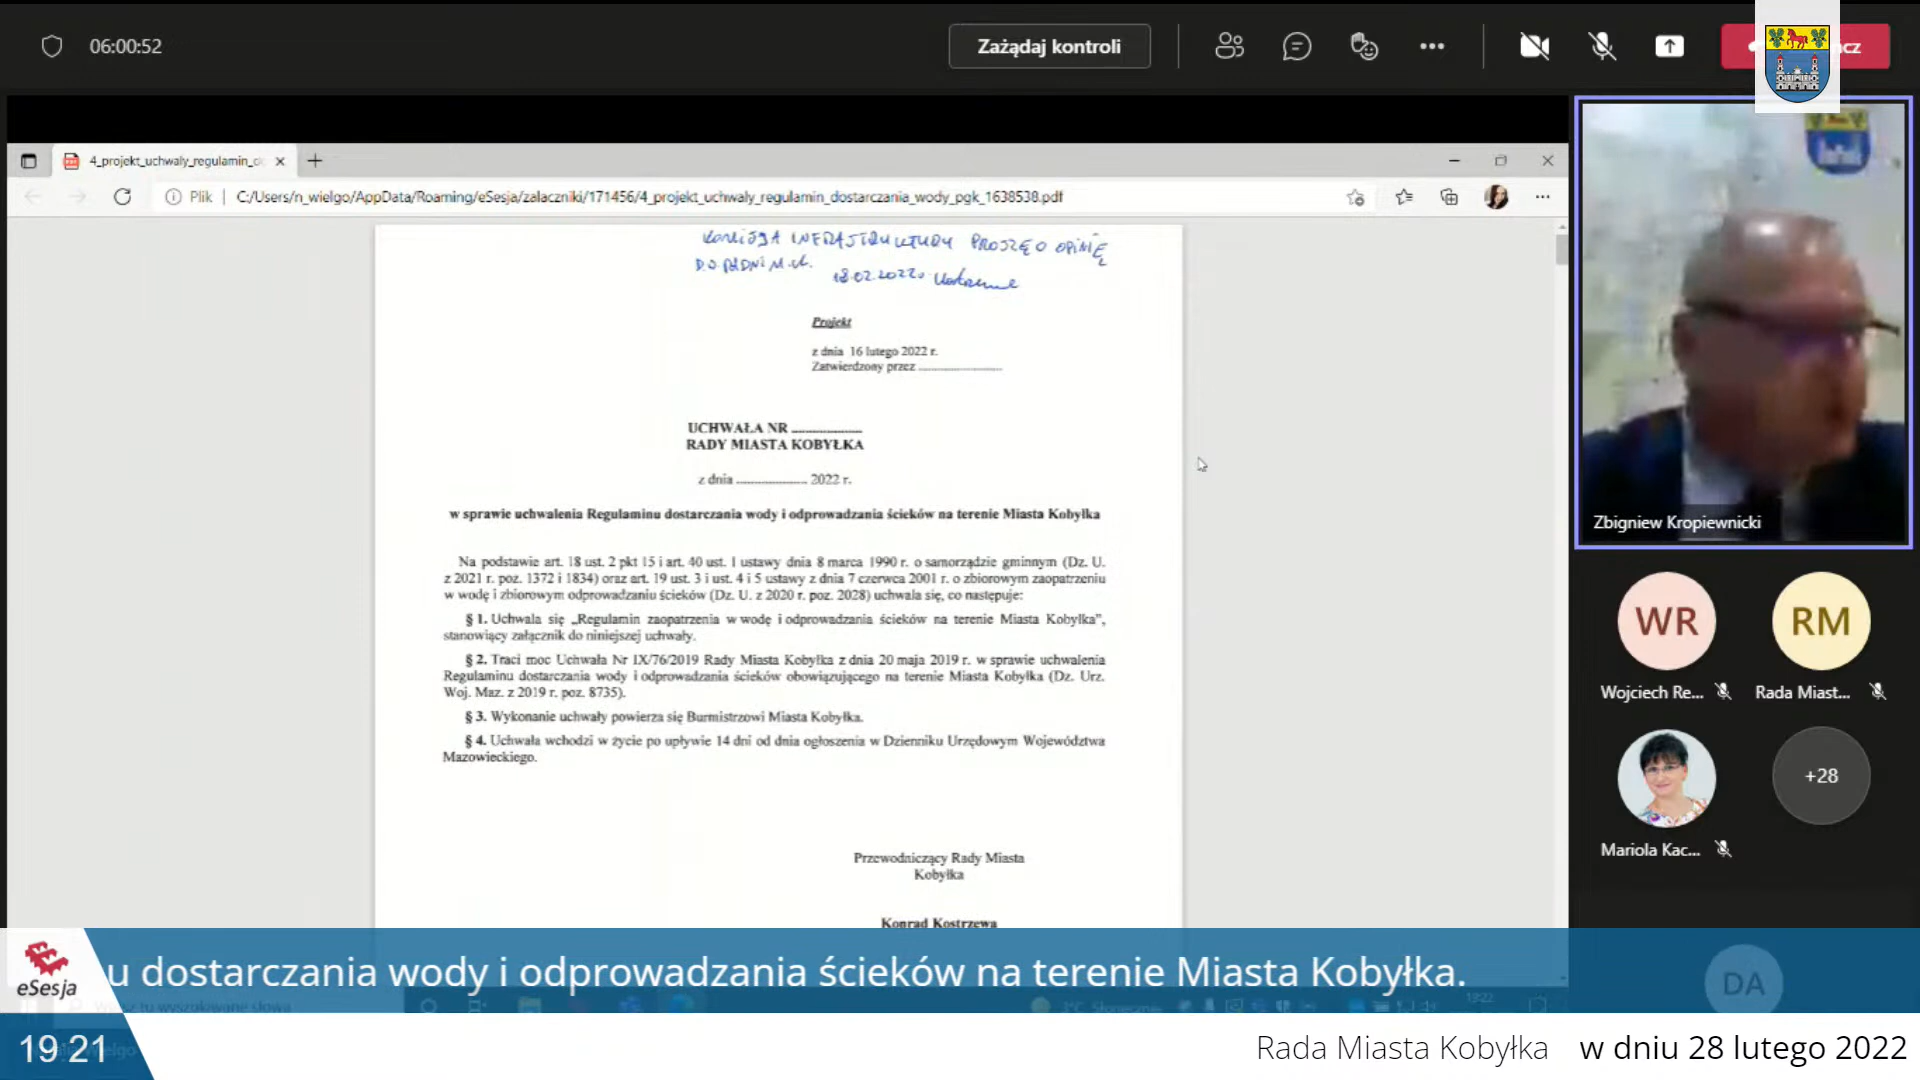 06:00:52
Zażądaj kontroli
cz
4_projekt_uchwaly_regulamin_o
Plik
C:/Users/n_wielgo/AppData/Roaming/eSesja/zalaczniki/171456/4_projekt_uchwaly_regulamin_dostarczania_wody_pgk_1638538.pdf
KOMISJA INFRASTRUKTURY PROSZĘ O OPINIĘ
18.02.2022
Projekt
z dnia 16 lutego 2022 r.
Zatwierdzony przez ........................
UCHWAŁA NR ....................
RADY MIASTA KOBYŁKA
z dnia .................... 2022 r.
w sprawie uchwalenia Regulaminu dostarczania wody i odprowadzania ścieków na terenie Miasta Kobyłka
Na podstawie art. 18 ust. 2 pkt 15 i art. 40 ust. 1 ustawy dnia 8 marca 1990 r. o samorządzie gminnym (Dz. U.
z 2021 r. poz. 1372 i 1834) oraz art. 19 ust. 3 i ust. 4 i 5 ustawy z dnia 7 czerwca 2001 r. o zbiorowym zaopatrzeniu
w wodę i zbiorowym odprowadzaniu ścieków (Dz. U. z 2020 r. poz. 2028) uchwala się, co następuje:
§ 1. Uchwala się „Regulamin zaopatrzenia w wodę i odprowadzania ścieków na terenie Miasta Kobyłka”,
stanowiący załącznik do niniejszej uchwały.
§ 2. Traci moc Uchwała Nr IX/76/2019 Rady Miasta Kobyłka z dnia 20 maja 2019 r. w sprawie uchwalenia
Regulaminu dostarczania wody i odprowadzania ścieków obowiązującego na terenie Miasta Kobyłka (Dz. Urz.
Woj. Maz. z 2019 r. poz. 8735).
§ 3. Wykonanie uchwały powierza się Burmistrzowi Miasta Kobyłka.
§ 4. Uchwała wchodzi w życie po upływie 14 dni od dnia ogłoszenia w Dzienniku Urzędowym Województwa
Mazowieckiego.
Przewodniczący Rady Miasta
Kobyłka
Konrad Kostrzewa
Zbigniew Kropiewnicki
WR
RM
Wojciech Re...
Rada Miast...
+28
Mariola Kac...
DA
eSesja
u dostarczania wody i odprowadzania ścieków na terenie Miasta Kobyłka.
19:21
Rada Miasta Kobyłka
w dniu 28 lutego 2022